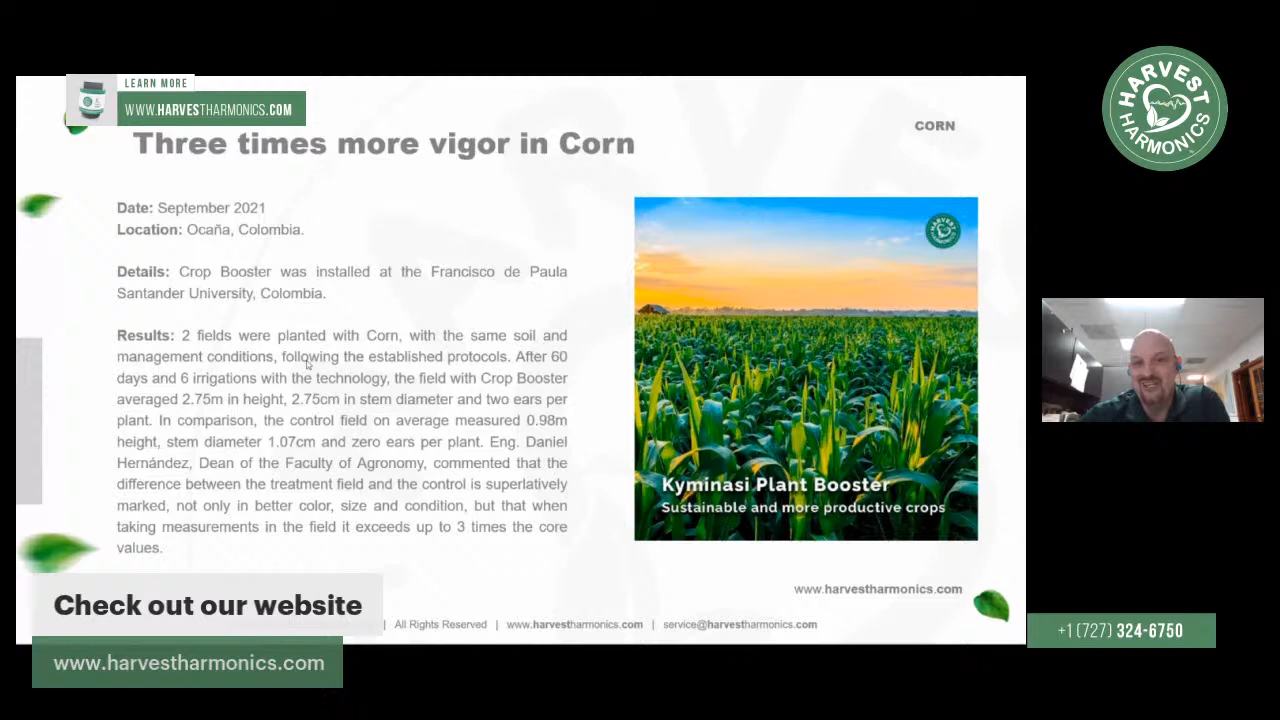 LEARN MORE
WWW.HARVESTHARMONICS.COM
Three times more vigor in Corn
CORN
HARVEST
HARMONICS
Date: September 2021
Location: Ocaña, Colombia.
Details: Crop Booster was installed at the Francisco de Paula
Santander University, Colombia.
Results: 2 fields were planted with Corn, with the same soil and
management conditions, following the established protocols. After 60
days and 6 irrigations with the technology, the field with Crop Booster
averaged 2.75m in height, 2.75cm in stem diameter and two ears per
plant. In comparison, the control field on average measured 0.98m
height, stem diameter 1.07cm and zero ears per plant. Eng. Daniel
Hernández, Dean of the Faculty of Agronomy, commented that the
difference between the treatment field and the control is superlatively
marked, not only in better color, size and condition, but that when
taking measurements in the field it exceeds up to 3 times the core
values.
HARVEST
HARMONICS
Kyminasi Plant Booster
Sustainable and more productive crops
www.harvestharmonics.com
Check out our website
| All Rights Reserved | www.harvestharmonics.com | service@harvestharmonics.com
www.harvestharmonics.com
+1 (727) 324-6750